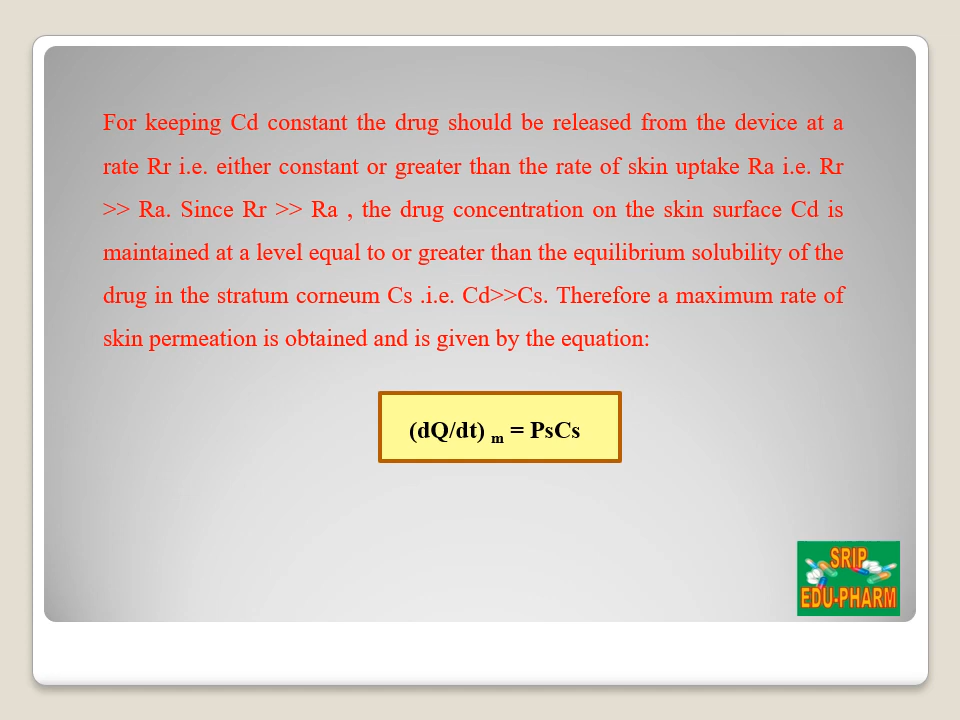 For keeping Cd constant the drug should be released from the device at a
rate Rr i.e. either constant or greater than the rate of skin uptake Ra i.e. Rr
>> Ra. Since Rr >> Ra , the drug concentration on the skin surface Cd is
maintained at a level equal to or greater than the equilibrium solubility of the
drug in the stratum corneum Cs .i.e. Cd>>Cs. Therefore a maximum rate of
skin permeation is obtained and is given by the equation:
(dQ/dt) m = PsCs
SRIP
EDU-PHARM